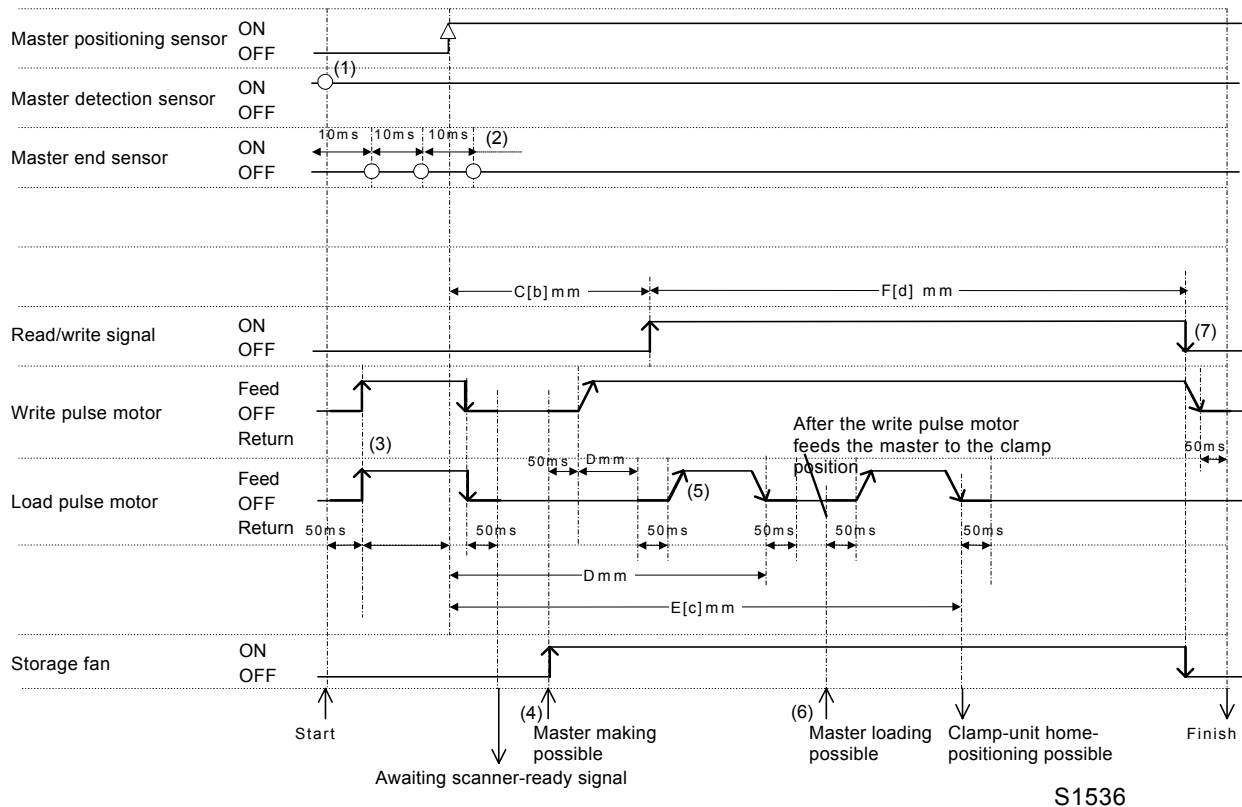 Master positioning sensor ON
OFF
(1)
Master detection sensor ON
OFF
10ms 10ms 10ms (2)
Master end sensor ON
OFF
C[b]mm F[d] mm
Read/write signal ON
OFF
(7)
Feed
Write pulse motor OFF
Return
(3)
After the write pulse motor
feeds the master to the clamp
position
50ms Dmm 50ms
Feed
Load pulse motor OFF
Return
(5)
50ms 50ms 50ms 50ms 50ms 50ms
Dmm
E[c]mm
Storage fan ON
OFF
(4) (6)
Start Master making
possible
Master loading
possible
Clamp-unit home-
positioning possible
Finish
Awaiting scanner-ready signal
S1536